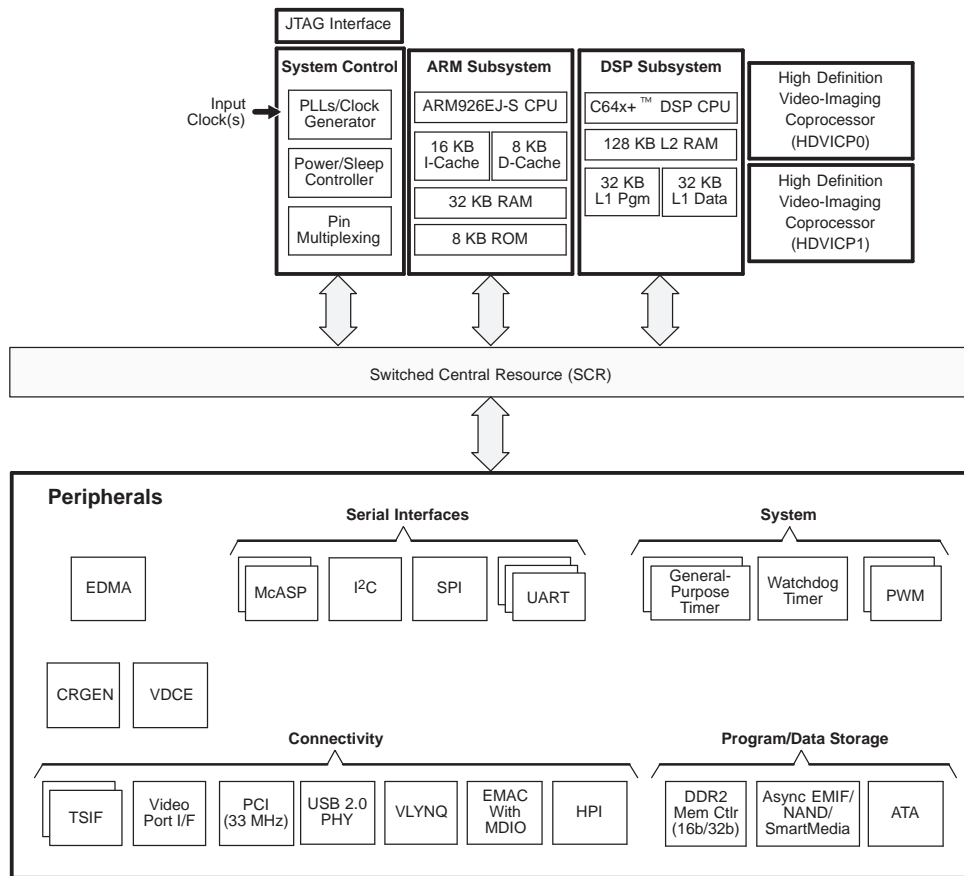 JTAG Interface
System Control
Input
Clock(s)
PLLs/Clock
Generator
Power/Sleep
Controller
Pin
Multiplexing
ARM Subsystem
ARM926EJ-S CPU
16 KB
I-Cache
8 KB
D-Cache
32 KB RAM
8 KB ROM
DSP Subsystem
C64x+™ DSP CPU
128 KB L2 RAM
32 KB
L1 Pgm
32 KB
L1 Data
High Definition
Video-Imaging
Coprocessor
(HDVICP0)
High Definition
Video-Imaging
Coprocessor
(HDVICP1)
Switched Central Resource (SCR)
Peripherals
EDMA
Serial Interfaces
McASP
I²C
SPI
UART
System
General-
Purpose
Timer
Watchdog
Timer
PWM
CRGEN
VDCE
Connectivity
TSIF
Video
Port I/F
PCI
(33 MHz)
USB 2.0
PHY
VLYNQ
EMAC
With
MDIO
HPI
Program/Data Storage
DDR2
Mem Ctlr
(16b/32b)
Async EMIF/
NAND/
SmartMedia
ATA